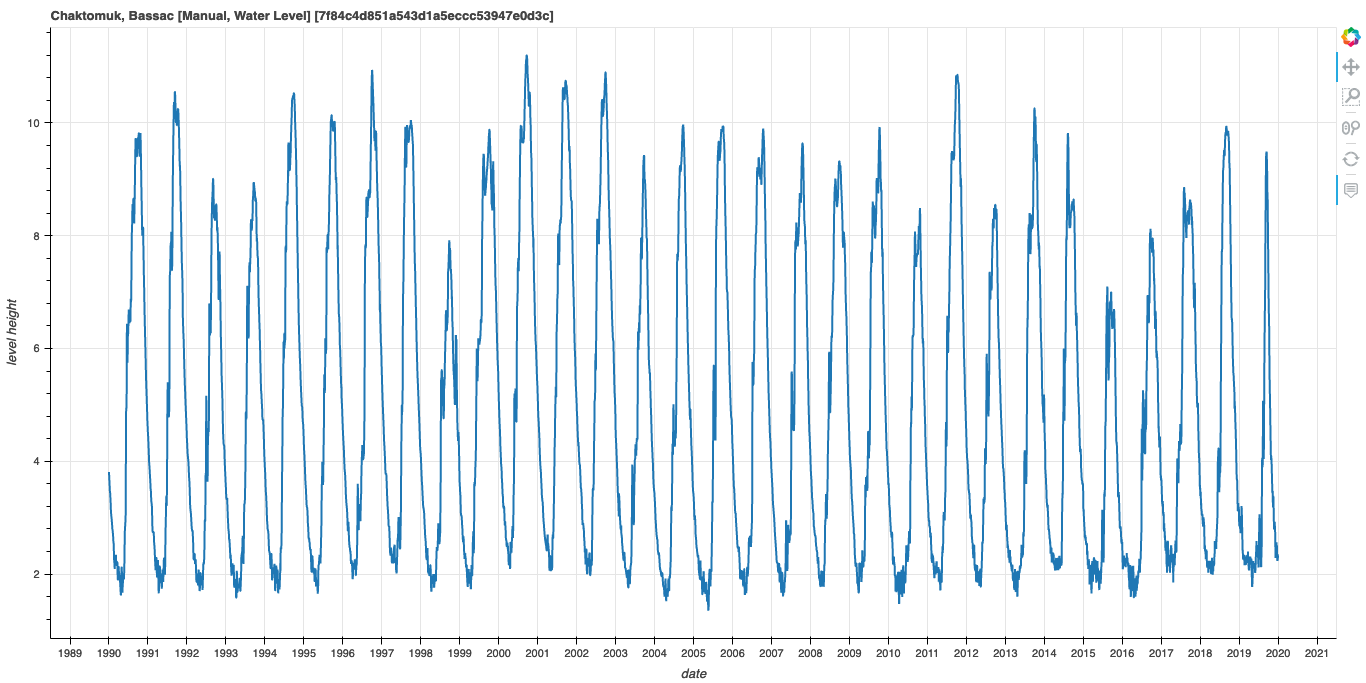 Chaktomuk, Bassac [Manual, Water Level] [7f84c4d851a543d1a5eccc53947e0d3c]
10
8
6
4
2
level height
1989 1990 1991 1992 1993 1994 1995 1996 1997 1998 1999 2000 2001 2002 2003 2004 2005 2006 2007 2008 2009 2010 2011 2012 2013 2014 2015 2016 2017 2018 2019 2020 2021
date